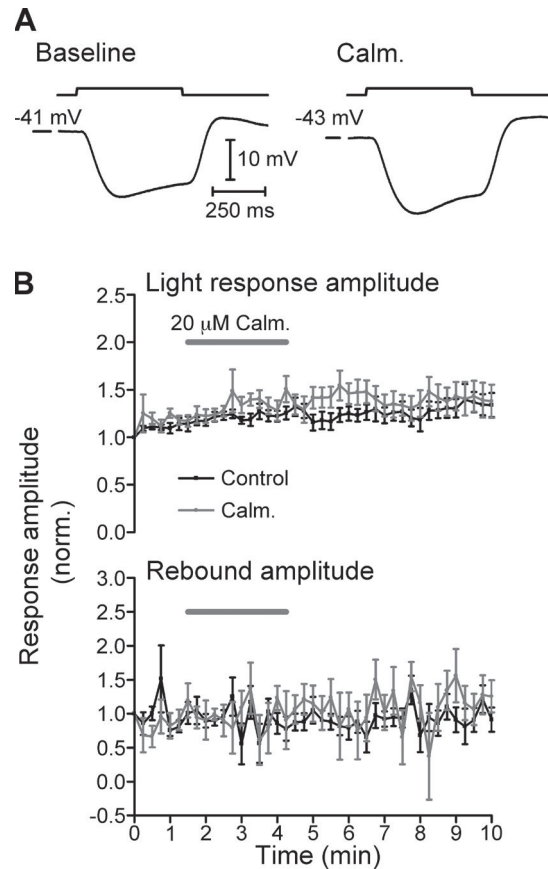 A
Baseline
Calm.
-41 mV
-43 mV
10 mV
250 ms
B
Light response amplitude
2.5
20 µM Calm.
2.0
1.5
1.0
Control
0.5
Calm.
0.0
Response amplitude
(norm.)
Rebound amplitude
3.0
2.5
2.0
1.5
1.0
0.5
0.0
-0.5
0 1 2 3 4 5 6 7 8 9 10
Time (min)